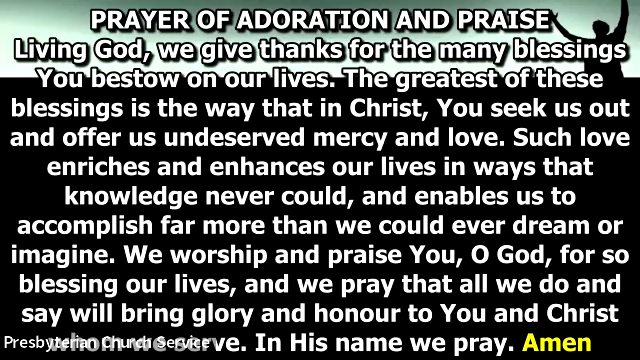 PRAYER OF ADORATION AND PRAISE
Living God, we give thanks for the many blessings
You bestow on our lives. The greatest of these
blessings is the way that in Christ, You seek us out
and offer us undeserved mercy and love. Such love
enriches and enhances our lives in ways that
knowledge never could, and enables us to
accomplish far more than we could ever dream or
imagine. We worship and praise You, O God, for so
blessing our lives, and we pray that all we do and
say will bring glory and honour to You and Christ
whom we serve. In His name we pray. Amen
Presbyterian Church Service